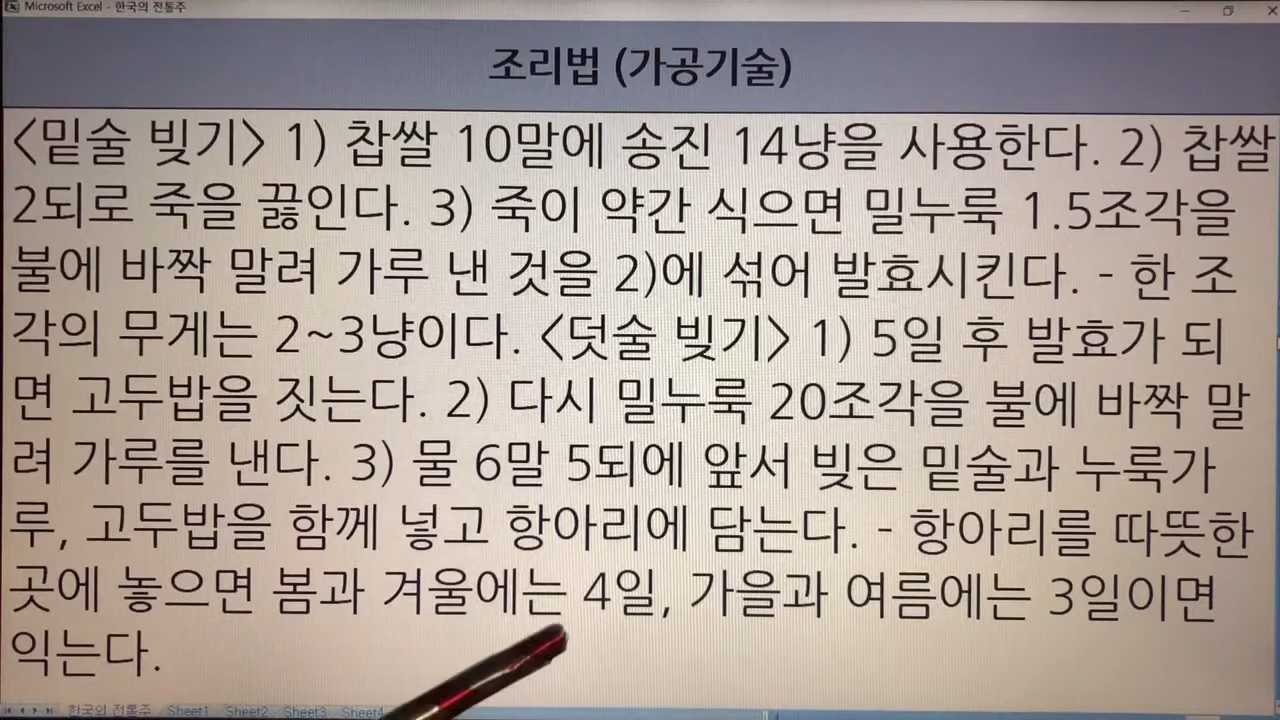 Microsoft Excel - 한국의 전통주
조리법 (가공기술)
<밑술 빚기> 1) 찹쌀 10말에 송진 14냥을 사용한다. 2) 찹쌀
2되로 죽을 끓인다. 3) 죽이 약간 식으면 밀누룩 1.5조각을
불에 바짝 말려 가루 낸 것을 2)에 섞어 발효시킨다. - 한 조
각의 무게는 2~3냥이다. <덧술 빚기> 1) 5일 후 발효가 되
면 고두밥을 짓는다. 2) 다시 밀누룩 20조각을 불에 바짝 말
려 가루를 낸다. 3) 물 6말 5되에 앞서 빚은 밑술과 누룩가
루, 고두밥을 함께 넣고 항아리에 담는다. - 항아리를 따뜻한
곳에 놓으면 봄과 겨울에는 4일, 가을과 여름에는 3일이면
익는다.
한국의 전통주 Sheet1 Sheet2 Sheet3 Sheet4